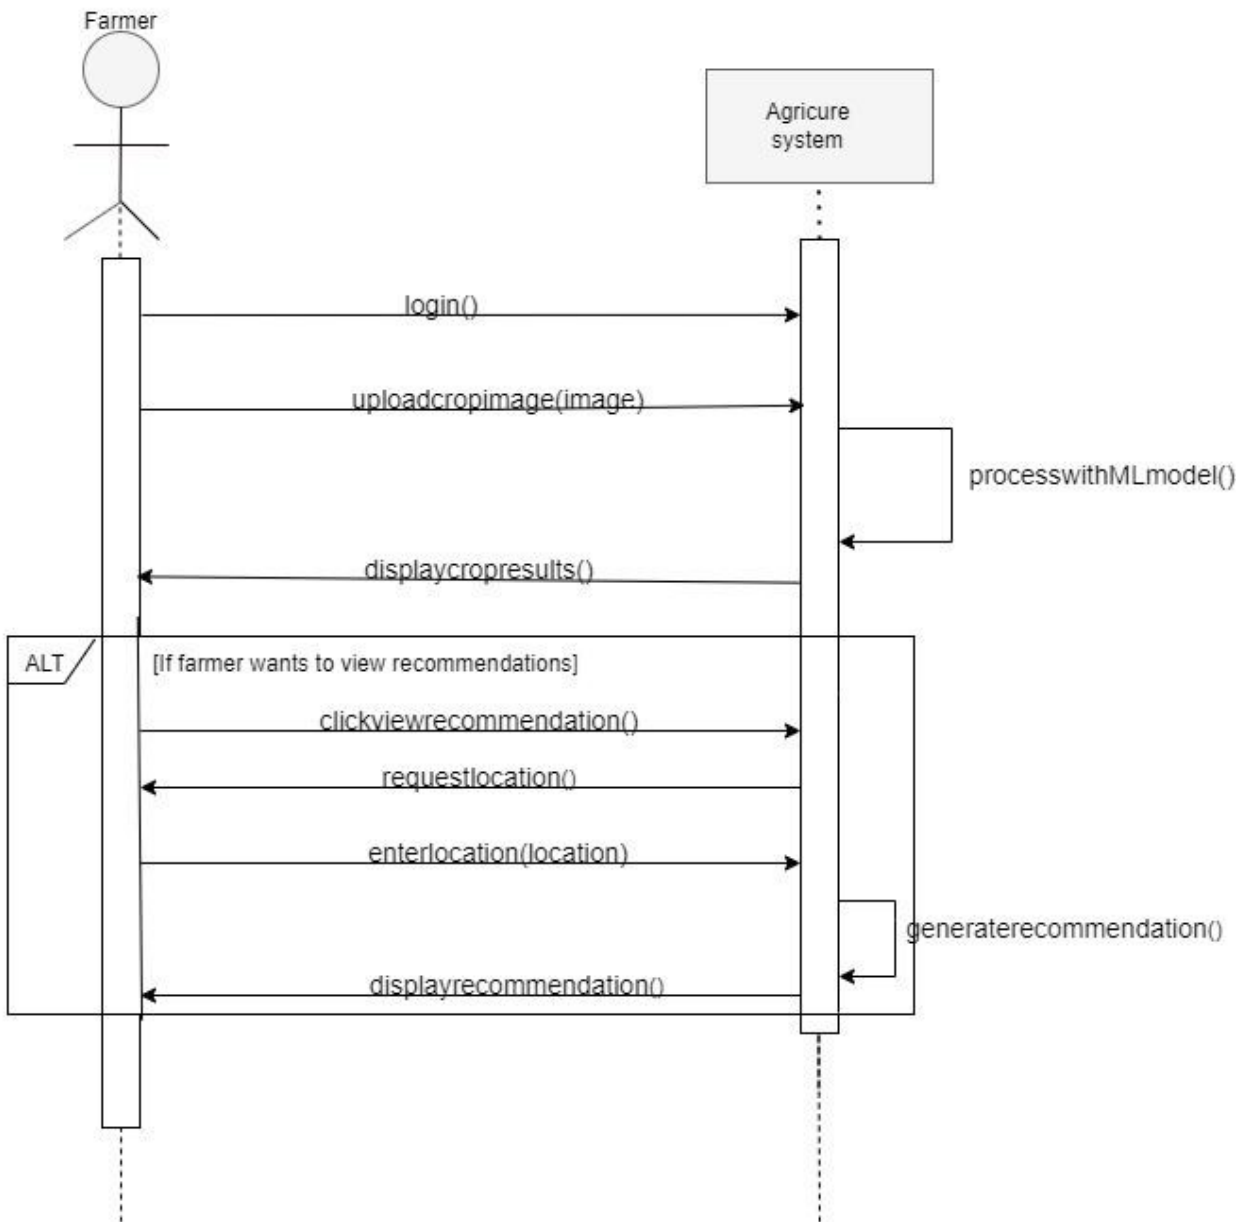 Farmer
Agricure
system
login()
uploadcropimage(image)
processwithMLmodel()
displaycropresults()
ALT
[If farmer wants to view recommendations]
clickviewrecommendation()
requestlocation()
enterlocation(location)
generaterecommendation()
displayrecommendation()